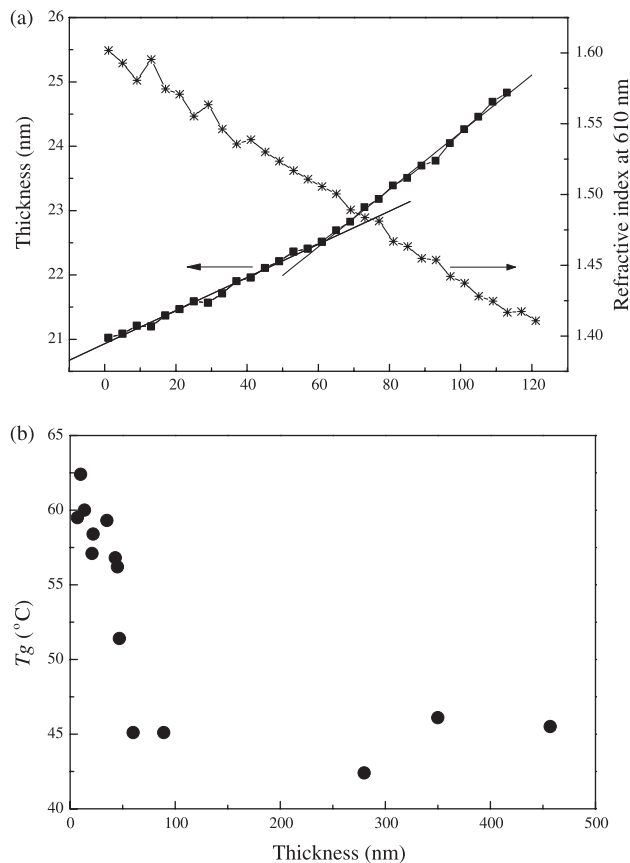 (a)
26
25
24
23
22
21
Thickness (nm)
1.60
1.55
1.50
1.45
1.40
Refractive index at 610 nm
0 20 40 60 80 100 120
(b)
65
60
55
50
45
40
Tg (°C)
0 100 200 300 400 500
Thickness (nm)